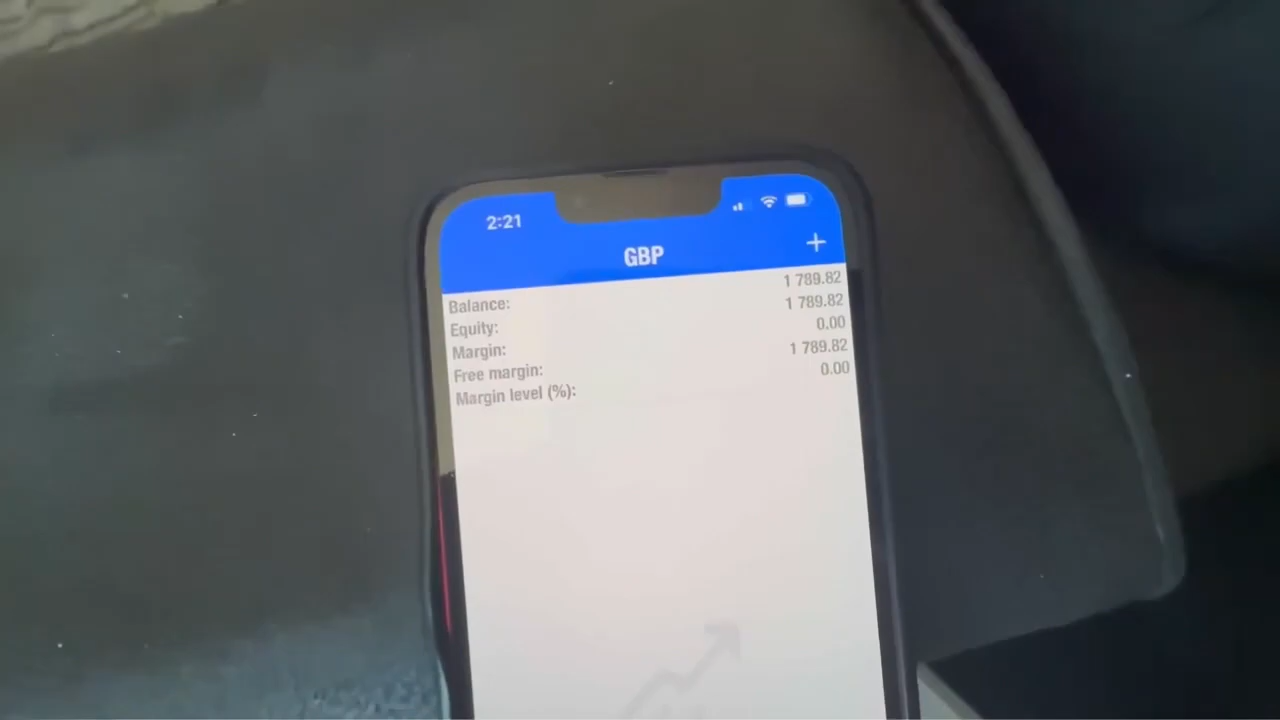 2:21
GBP
Balance: 1 789.82
Equity: 1 789.82
Margin: 0.00
Free margin: 1 789.82
Margin level (%): 0.00